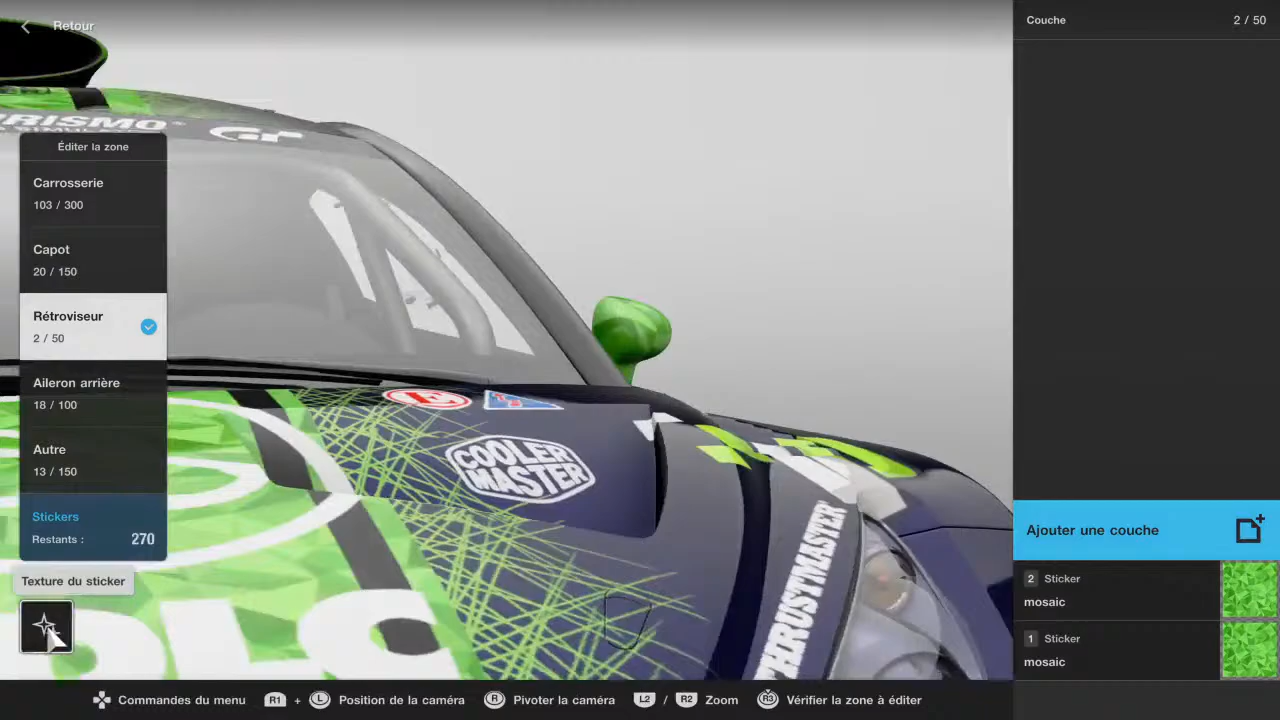 Retour
Couche
2 / 50
RISMO
Éditer la zone
Carrosserie
103 / 300
Capot
20 / 150
Rétroviseur
2 / 50
Aileron arrière
18 / 100
Autre
13 / 150
Stickers
Restants :
270
COOLER
MASTER
THRUSTMASTER
Texture du sticker
Ajouter une couche
2
Sticker
mosaic
1
Sticker
mosaic
Commandes du menu
R1 + L
Position de la caméra
R
Pivoter la caméra
L2 / R2
Zoom
R3
Vérifier la zone à éditer